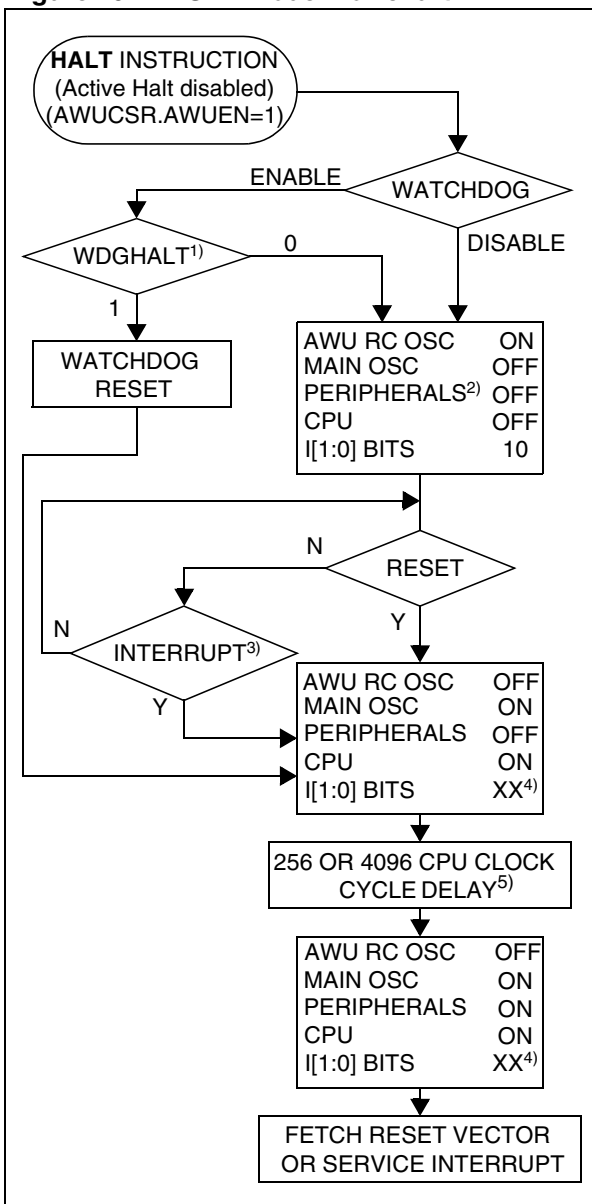 HALT INSTRUCTION
(Active Halt disabled)
(AWUCSR.AWUEN=1)
ENABLE
WATCHDOG
WDGHALT1)
0
DISABLE
1
WATCHDOG
RESET
AWU RC OSC ON
MAIN OSC OFF
PERIPHERALS2) OFF
CPU OFF
I[1:0] BITS 10
N
RESET
N
Y
INTERRUPT3)
Y
AWU RC OSC OFF
MAIN OSC ON
PERIPHERALS OFF
CPU ON
I[1:0] BITS XX4)
256 OR 4096 CPU CLOCK
CYCLE DELAY5)
AWU RC OSC OFF
MAIN OSC ON
PERIPHERALS ON
CPU ON
I[1:0] BITS XX4)
FETCH RESET VECTOR
OR SERVICE INTERRUPT